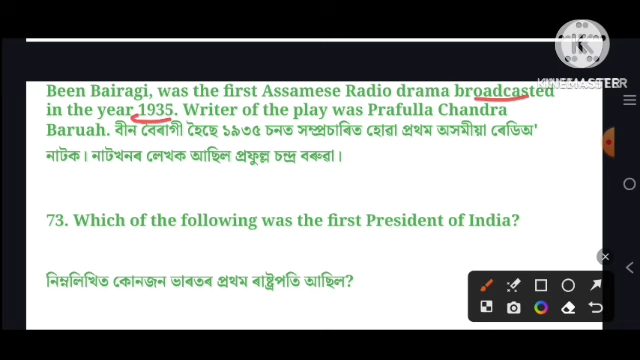 KINEMASTER
Been Bairagi, was the first Assamese Radio drama broadcasted
in the year 1935. Writer of the play was Prafulla Chandra
Baruah. বীন বৈৰাগী হৈছে ১৯৩৫ চনত সম্প্ৰচাৰিত হোৱা প্ৰথম অসমীয়া ৰেডিঅ'
নাটক। নাটখনৰ লেখক আছিল প্ৰফুল্ল চন্দ্ৰ বৰুৱা।
73. Which of the following was the first President of India?
নিম্নলিখিত কোনজন ভাৰতৰ প্ৰথম ৰাষ্ট্ৰপতি আছিল?